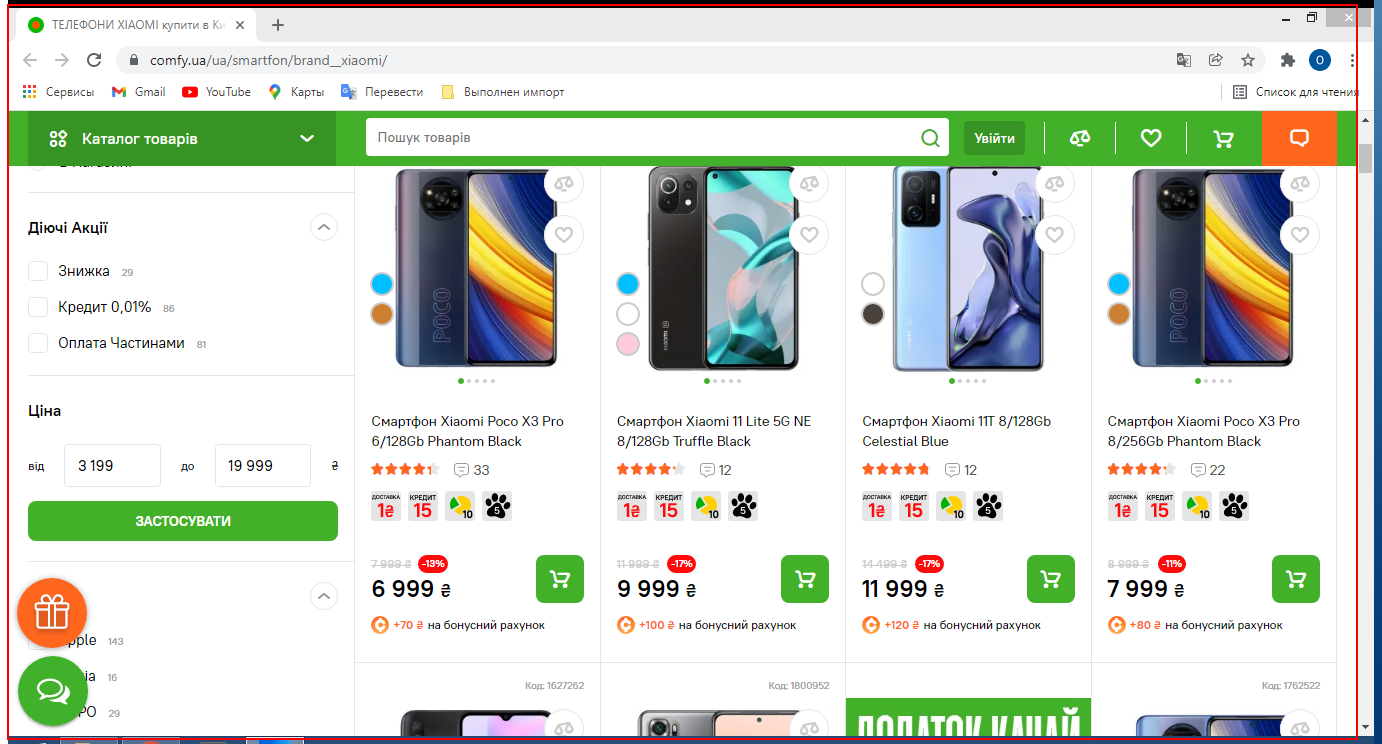 ТЕЛЕФОНИ XIAOMI купити в Ки
comfy.ua/ua/smartfon/brand__xiaomi/
O
Сервисы Gmail YouTube Карты Перевести Выполнен импорт Список для чтения
Каталог товарів
Пошук товарів
Увійти
Діючі Акції
Знижка 29
Кредит 0,01% 86
Оплата Частинами 81
Ціна
від 3 199 до 19 999 ₴
ЗАСТОСУВАТИ
pple 143
ia 16
PO 29
POCO
Смартфон Xiaomi Poco X3 Pro
6/128Gb Phantom Black
33
ДОСТАВКА 1₴ КРЕДИТ 15 10 5
7 999 ₴ -13%
6 999 ₴
+70 ₴ на бонусний рахунок
xiaomi
Смартфон Xiaomi 11 Lite 5G NE
8/128Gb Truffle Black
12
ДОСТАВКА 1₴ КРЕДИТ 15 10 5
11 999 ₴ -17%
9 999 ₴
+100 ₴ на бонусний рахунок
Смартфон Xiaomi 11T 8/128Gb
Celestial Blue
12
ДОСТАВКА 1₴ КРЕДИТ 15 10 5
14 499 ₴ -17%
11 999 ₴
+120 ₴ на бонусний рахунок
POCO
Смартфон Xiaomi Poco X3 Pro
8/256Gb Phantom Black
22
ДОСТАВКА 1₴ КРЕДИТ 15 10 5
8 999 ₴ -11%
7 999 ₴
+80 ₴ на бонусний рахунок
Код: 1627262
Код: 1800952
ДОДАТОК КАЧАЙ
Код: 1762522